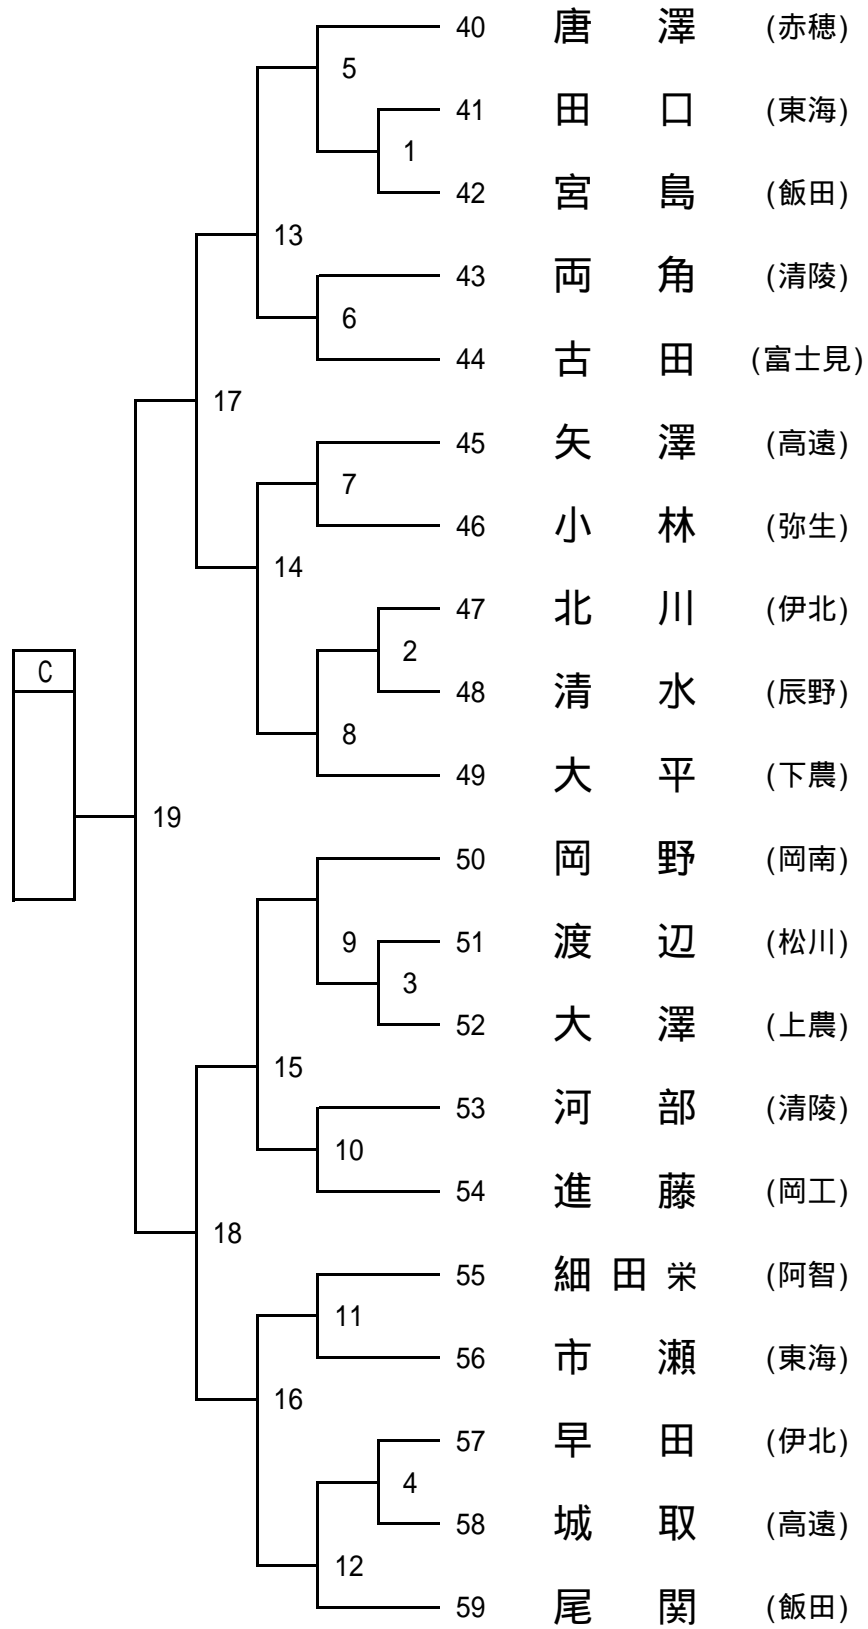 40 唐澤 (赤穂)
5
41 田口 (東海)
1
42 宮島 (飯田)
13
43 両角 (清陵)
6
44 古田 (富士見)
17
45 矢澤 (高遠)
7
46 小林 (弥生)
14
47 北川 (伊北)
2
C
48 清水 (辰野)
8
49 大平 (下農)
19
50 岡野 (岡南)
9
51 渡辺 (松川)
3
52 大澤 (上農)
15
53 河部 (清陵)
10
54 進藤 (岡工)
18
55 細田栄 (阿智)
11
56 市瀬 (東海)
16
57 早田 (伊北)
4
58 城取 (高遠)
12
59 尾関 (飯田)